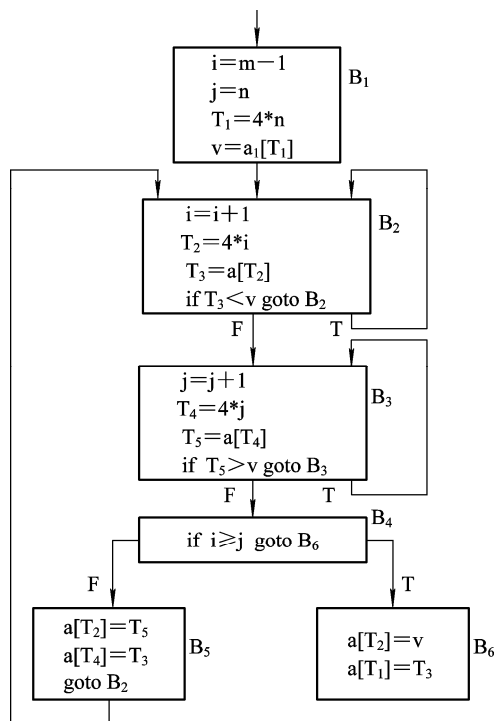 i=m−1
j=n
T₁=4*n
v=a₁[T₁]
B₁
i=i+1
T₂=4*i
T₃=a[T₂]
if T₃<v goto B₂
B₂
F
T
j=j+1
T₄=4*j
T₅=a[T₄]
if T₅>v goto B₃
B₃
F
T
B₄
if i≥j goto B₆
F
T
a[T₂]=T₅
a[T₄]=T₃
goto B₂
B₅
a[T₂]=v
a[T₁]=T₃
B₆